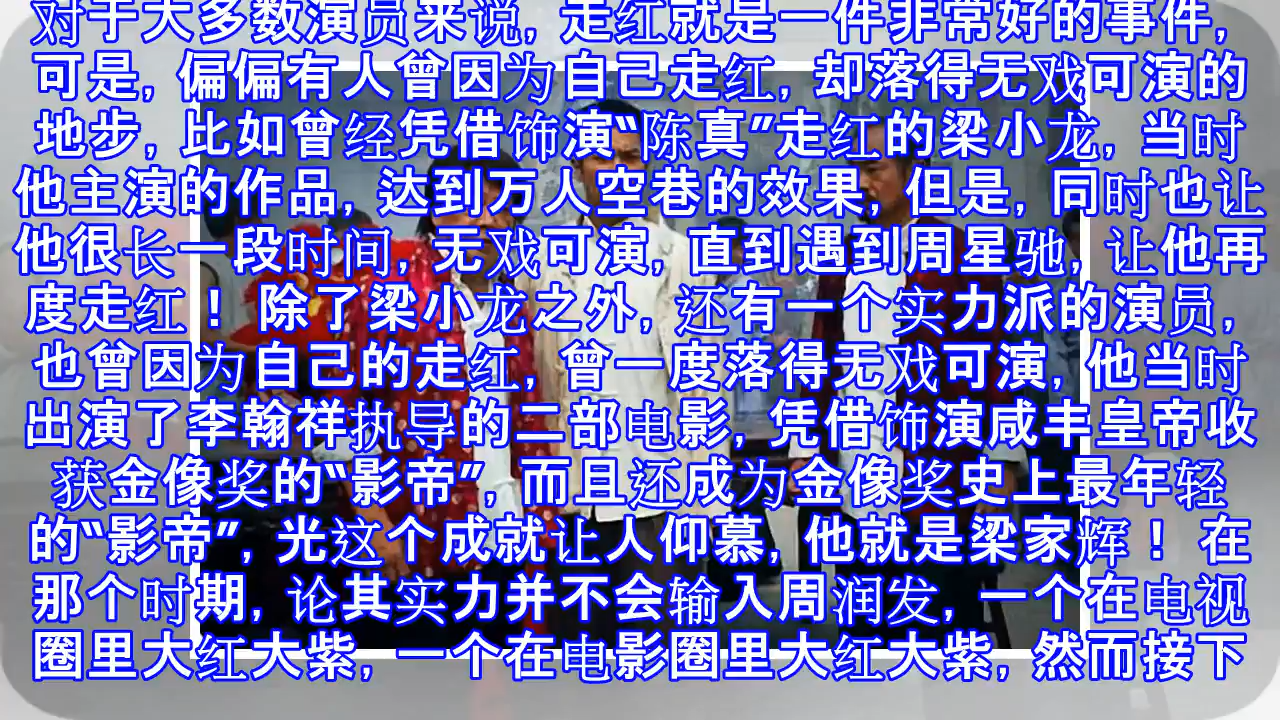 对于大多数演员来说, 走红就是一件非常好的事件,
可是, 偏偏有人曾因为自己走红, 却落得无戏可演的
地步, 比如曾经凭借饰演“陈真”走红的梁小龙, 当时
他主演的作品, 达到万人空巷的效果, 但是, 同时也让
他很长一段时间, 无戏可演, 直到遇到周星驰, 让他再
度走红! 除了梁小龙之外, 还有一个实力派的演员,
也曾因为自己的走红, 曾一度落得无戏可演, 他当时
出演了李翰祥执导的二部电影, 凭借饰演咸丰皇帝收
获金像奖的“影帝”, 而且还成为金像奖史上最年轻
的“影帝”, 光这个成就让人仰慕, 他就是梁家辉! 在
那个时期, 论其实力并不会输入周润发, 一个在电视
圈里大红大紫, 一个在电影圈里大红大紫, 然而接下